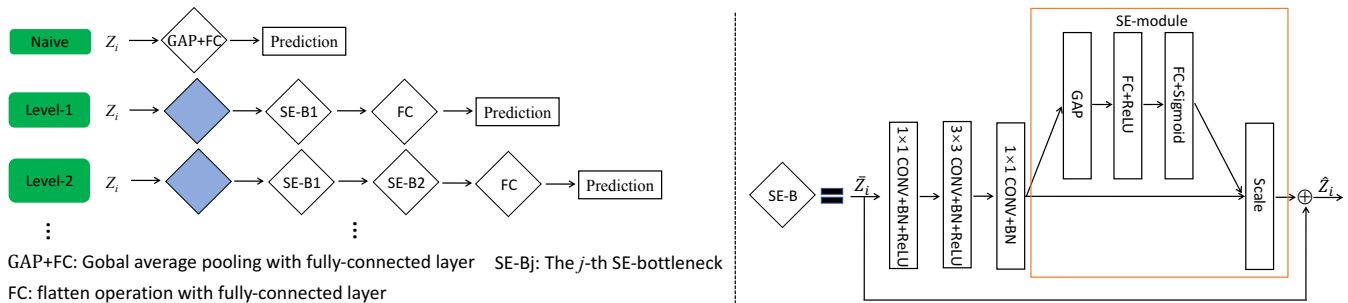 Naive Z_i GAP+FC Prediction
Level-1 Z_i SE-B1 FC Prediction
Level-2 Z_i SE-B1 SE-B2 FC Prediction
⋮ ⋮
GAP+FC: Gobal average pooling with fully-connected layer SE-Bj: The j-th SE-bottleneck
FC: flatten operation with fully-connected layer
SE-module
GAP
FC+ReLU
FC+Sigmoid
SE-B = Z̄_i
1×1 CONV+BN+ReLU
3×3 CONV+BN+ReLU
1×1 CONV+BN
Scale
⊕ Ẑ_i